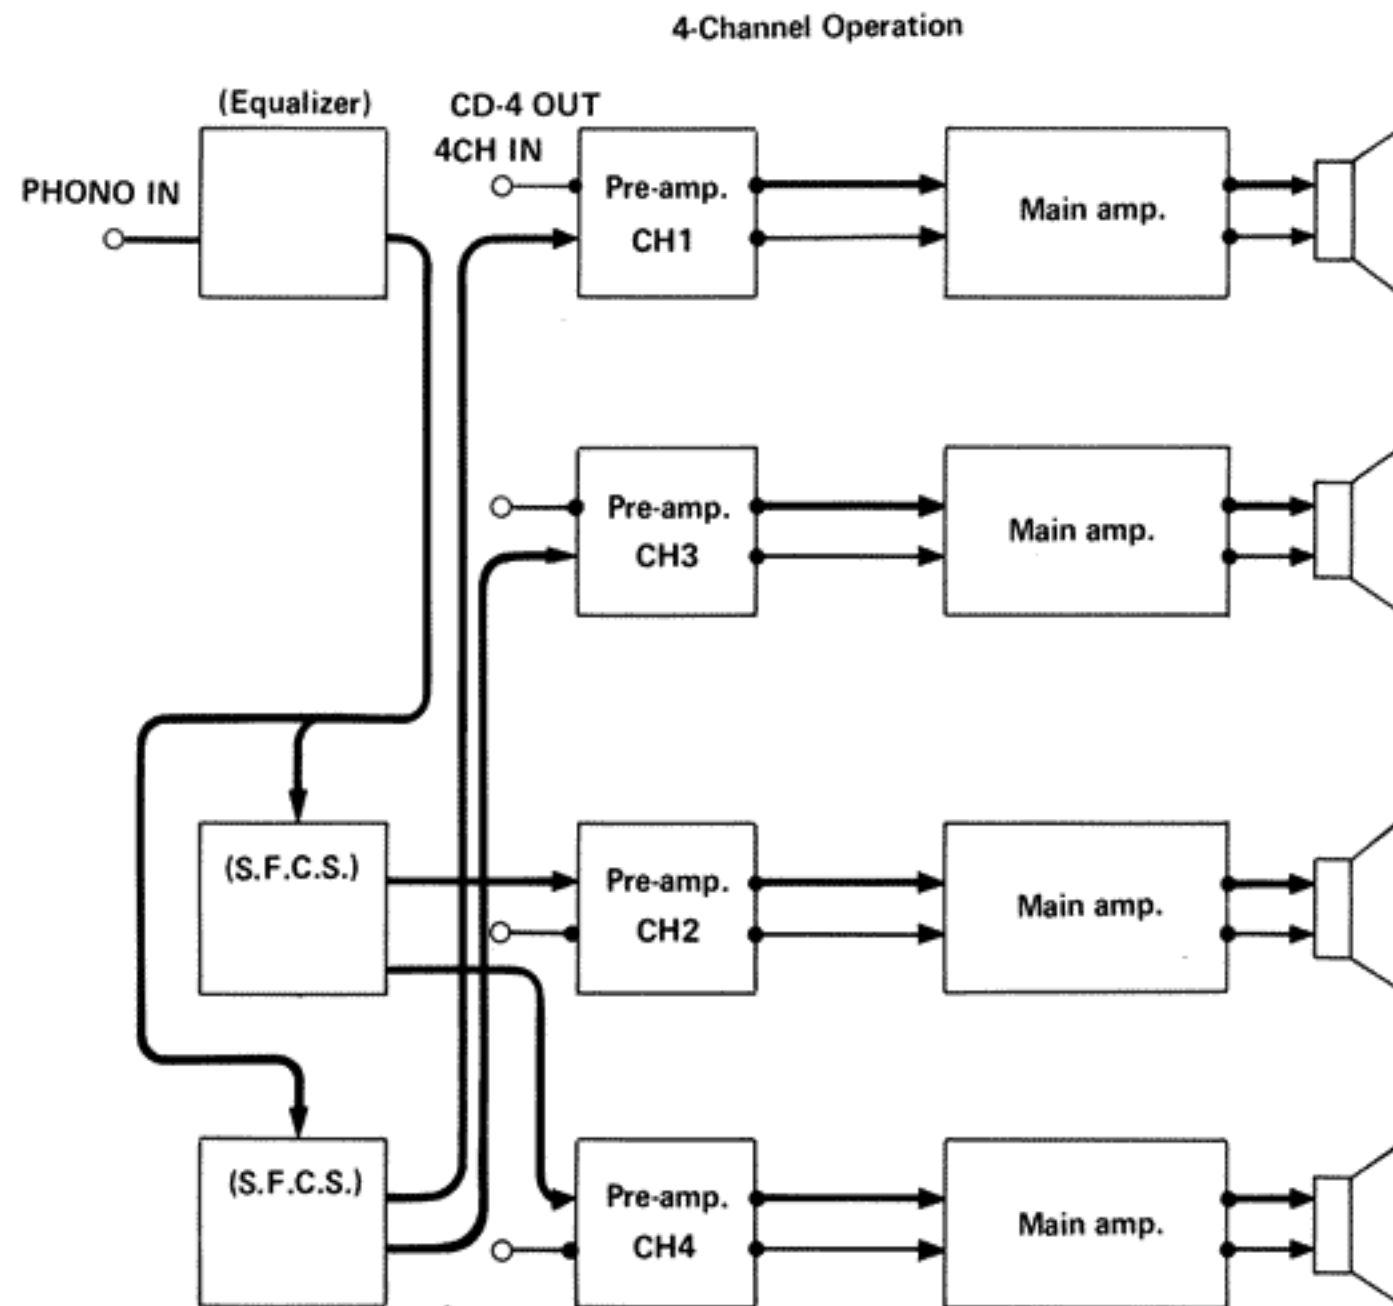 4-Channel Operation
(Equalizer)
CD-4 OUT
4CH IN
PHONO IN
Pre-amp.
CH1
Main amp.
Pre-amp.
CH3
Main amp.
(S.F.C.S.)
Pre-amp.
CH2
Main amp.
(S.F.C.S.)
Pre-amp.
CH4
Main amp.